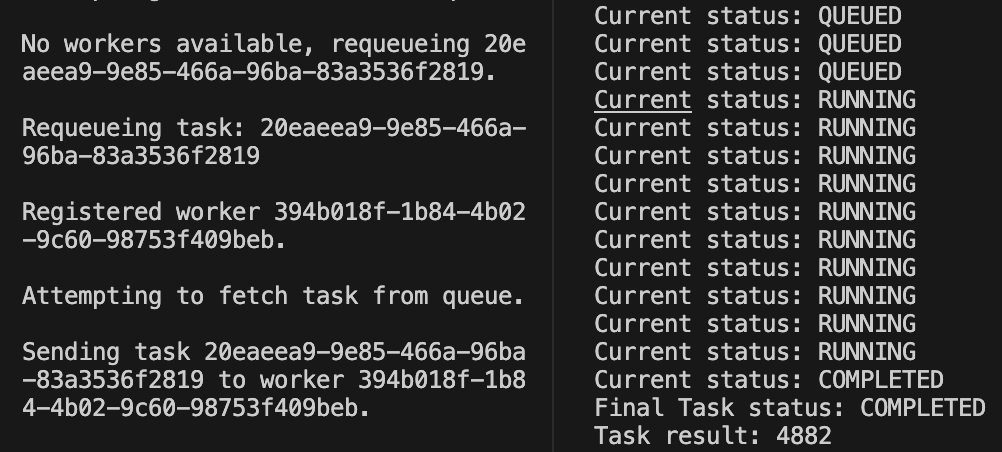 No workers available, requeueing 20e
aeea9-9e85-466a-96ba-83a3536f2819.
Requeueing task: 20eaeea9-9e85-466a-
96ba-83a3536f2819
Registered worker 394b018f-1b84-4b02
-9c60-98753f409beb.
Attempting to fetch task from queue.
Sending task 20eaeea9-9e85-466a-96ba
-83a3536f2819 to worker 394b018f-1b8
4-4b02-9c60-98753f409beb.
Current status: QUEUED
Current status: QUEUED
Current status: QUEUED
Current status: RUNNING
Current status: RUNNING
Current status: RUNNING
Current status: RUNNING
Current status: RUNNING
Current status: RUNNING
Current status: RUNNING
Current status: RUNNING
Current status: RUNNING
Current status: RUNNING
Current status: COMPLETED
Final Task status: COMPLETED
Task result: 4882